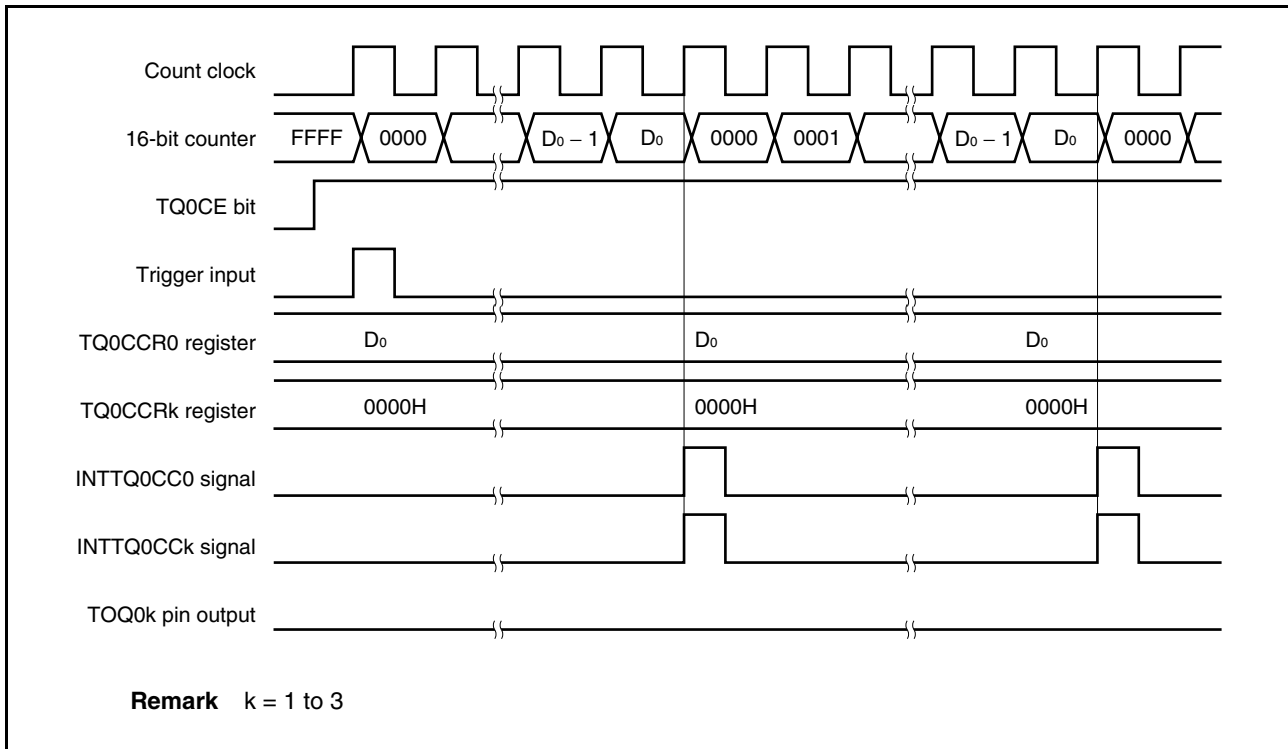 Count clock
16-bit counter FFFF 0000 D₀ − 1 D₀ 0000 0001 D₀ − 1 D₀ 0000
TQ0CE bit
Trigger input
TQ0CCR0 register D₀ D₀ D₀
TQ0CCRk register 0000H 0000H 0000H
INTTQ0CC0 signal
INTTQ0CCk signal
TOQ0k pin output
Remark k = 1 to 3